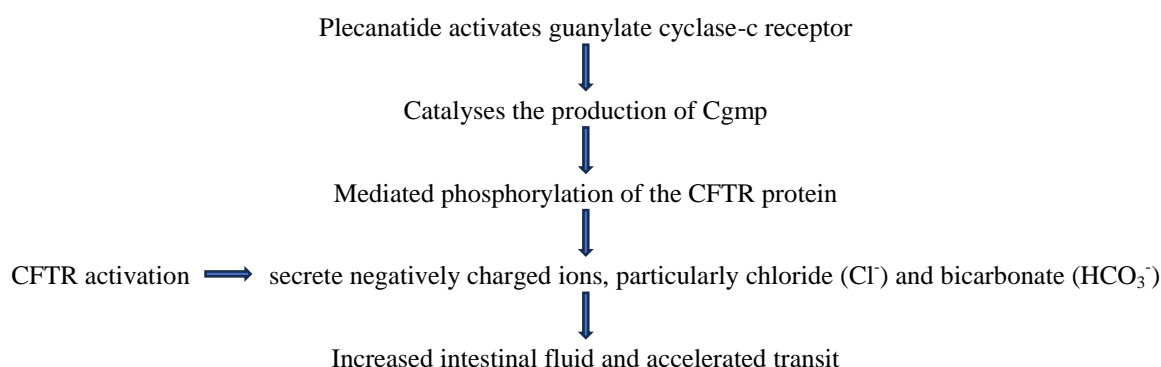 Plecanatide activates guanylate cyclase-c receptor
Catalyses the production of Cgmp
Mediated phosphorylation of the CFTR protein
CFTR activation secrete negatively charged ions, particularly chloride (Cl⁻) and bicarbonate (HCO₃⁻)
Increased intestinal fluid and accelerated transit